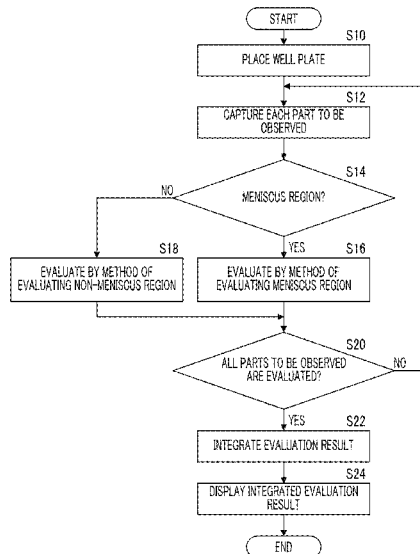 START
S10
PLACE WELL PLATE
S12
CAPTURE EACH PART TO BE
OBSERVED
S14
MENISCUS REGION?
NO
YES
S18
EVALUATE BY METHOD OF
EVALUATING NON-MENISCUS REGION
S16
EVALUATE BY METHOD OF
EVALUATING MENISCUS REGION
S20
ALL PARTS TO BE OBSERVED
ARE EVALUATED?
NO
YES
S22
INTEGRATE EVALUATION RESULT
S24
DISPLAY INTEGRATED EVALUATION
RESULT
END